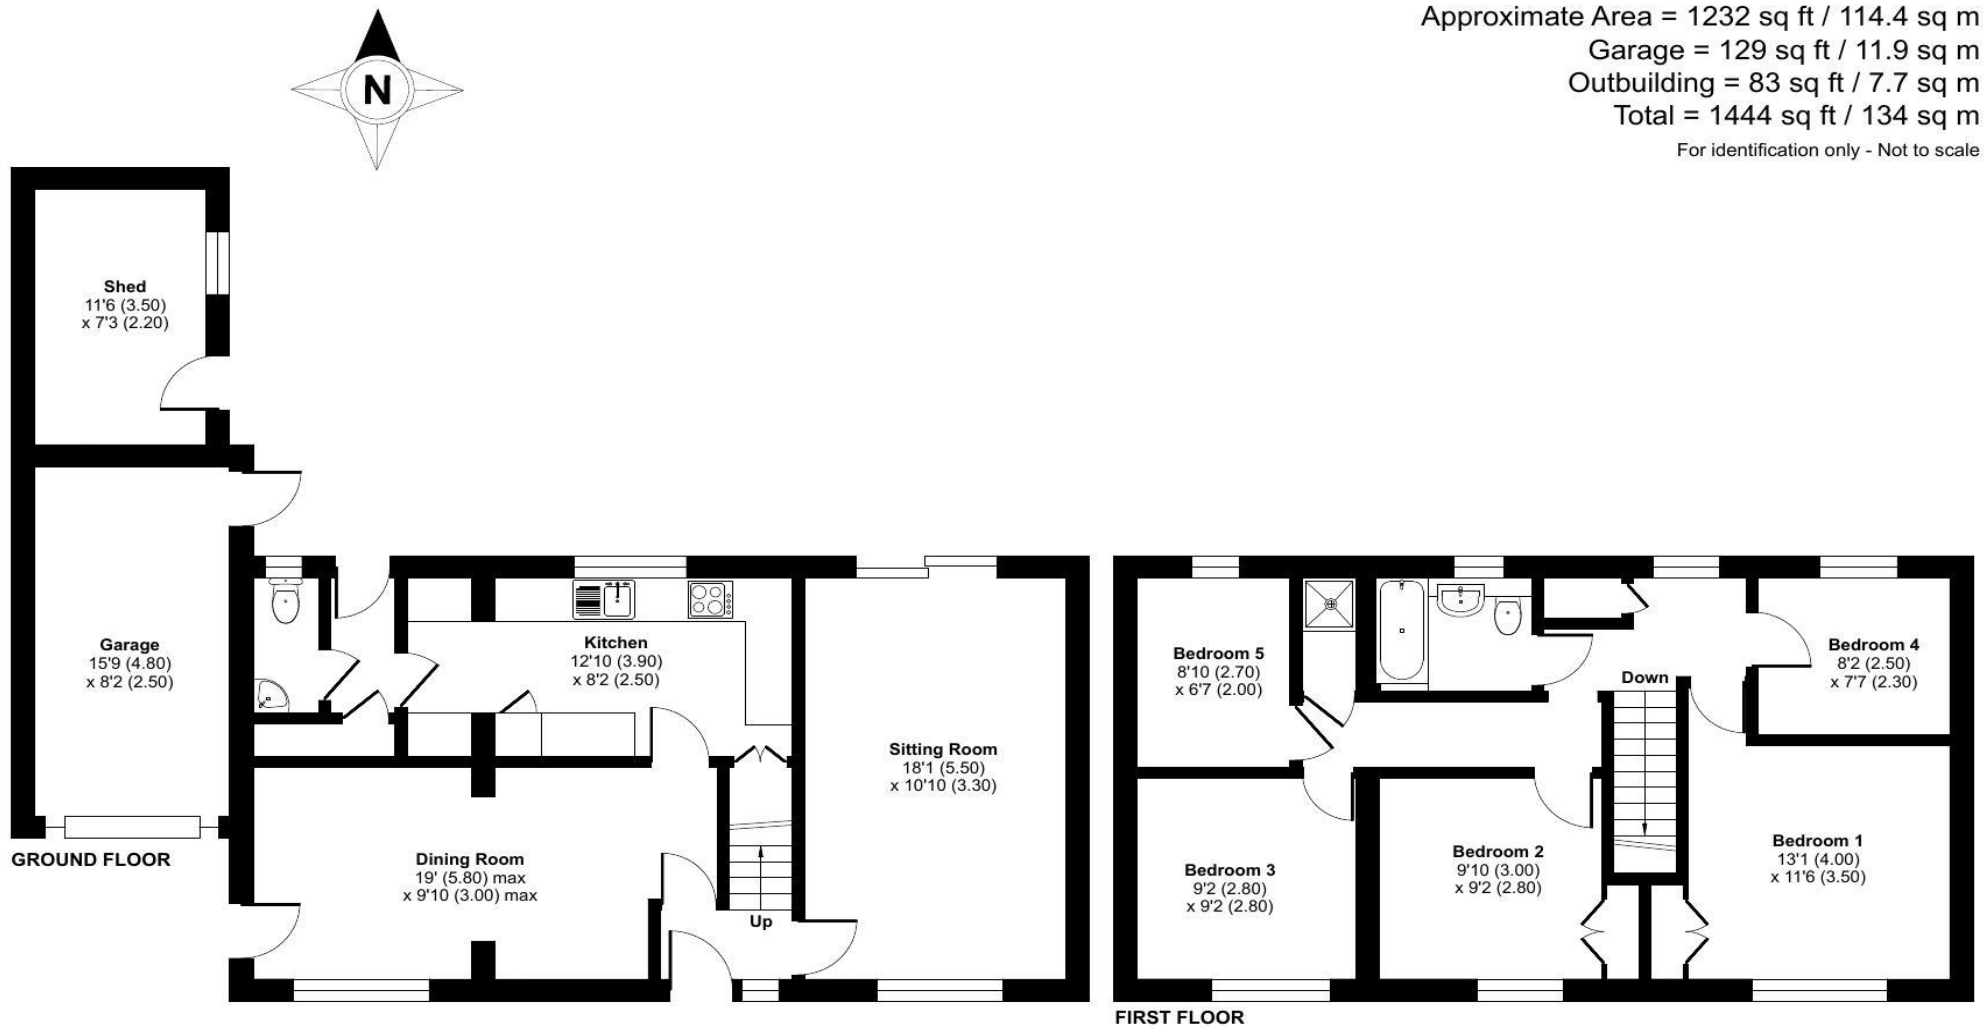 Approximate Area = 1232 sq ft / 114.4 sq m
Garage = 129 sq ft / 11.9 sq m
Outbuilding = 83 sq ft / 7.7 sq m
Total = 1444 sq ft / 134 sq m
For identification only - Not to scale
N
Shed
11'6 (3.50)
x 7'3 (2.20)
Garage
15'9 (4.80)
x 8'2 (2.50)
Kitchen
12'10 (3.90)
x 8'2 (2.50)
Sitting Room
18'1 (5.50)
x 10'10 (3.30)
Dining Room
19' (5.80) max
x 9'10 (3.00) max
Up
GROUND FLOOR
Bedroom 5
8'10 (2.70)
x 6'7 (2.00)
Bedroom 4
8'2 (2.50)
x 7'7 (2.30)
Down
Bedroom 3
9'2 (2.80)
x 9'2 (2.80)
Bedroom 2
9'10 (3.00)
x 9'2 (2.80)
Bedroom 1
13'1 (4.00)
x 11'6 (3.50)
FIRST FLOOR